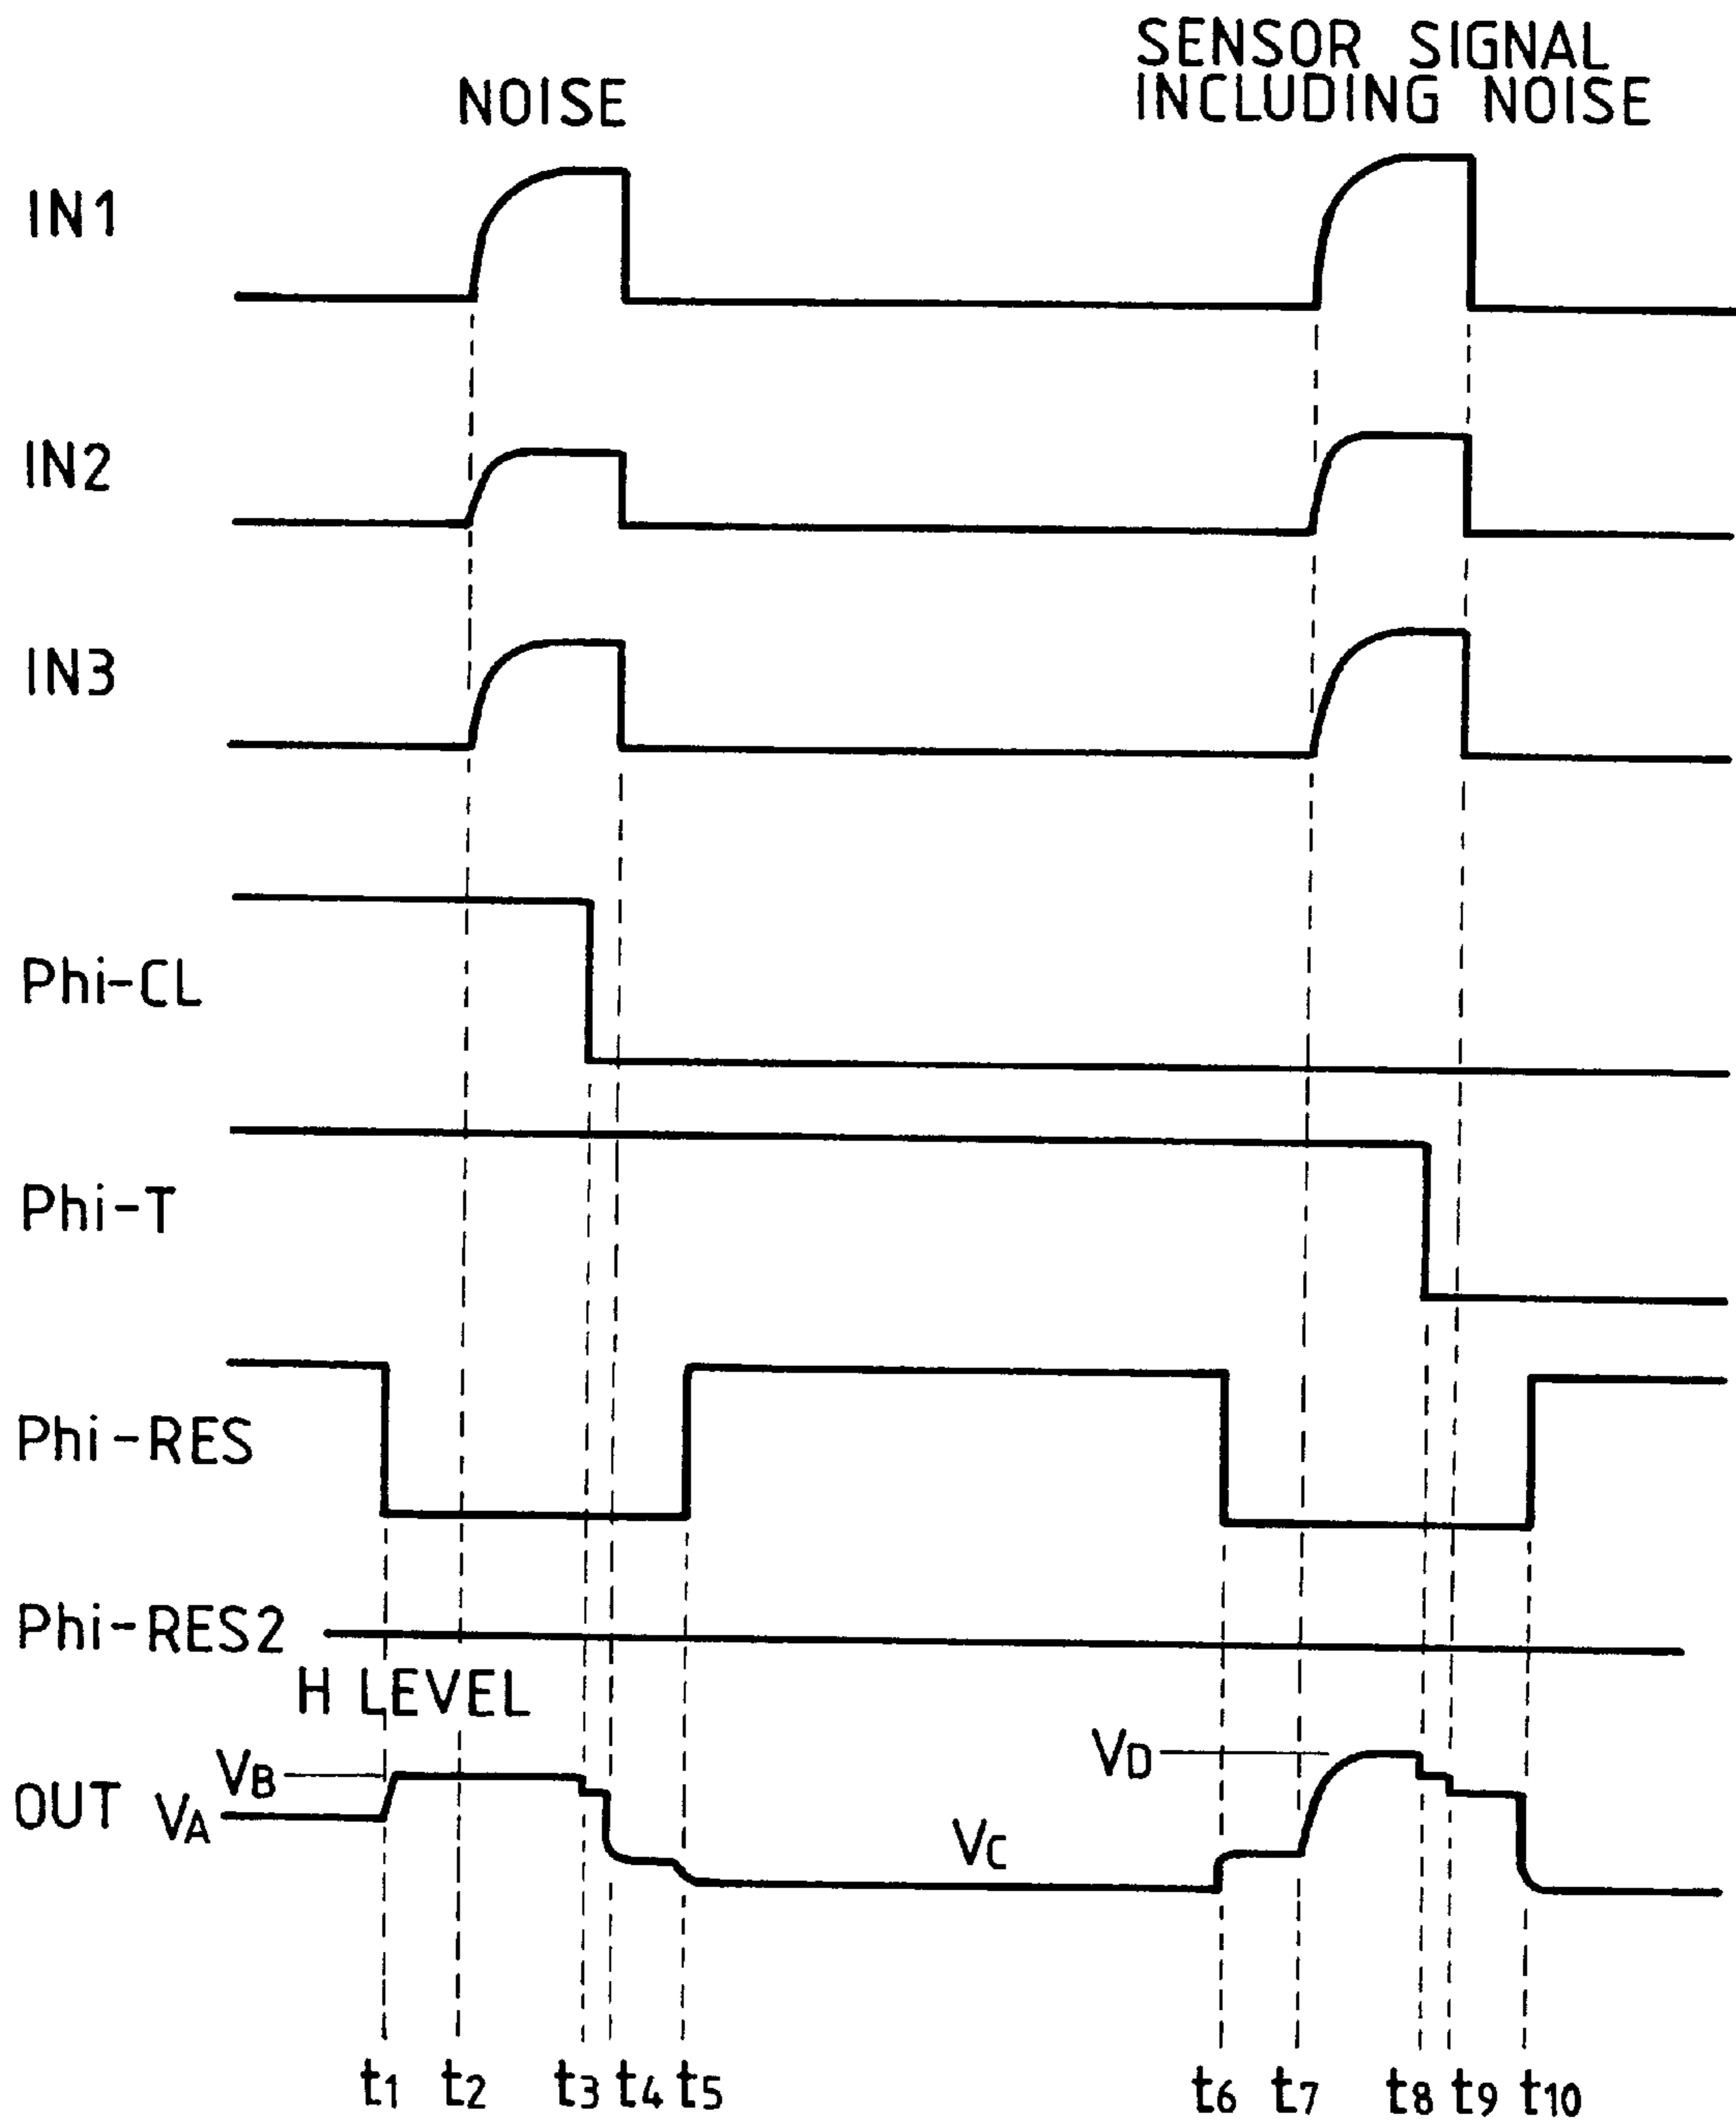 NOISE
SENSOR SIGNAL
INCLUDING NOISE
IN1
IN2
IN3
Phi-CL
Phi-T
Phi-RES
Phi-RES2
H LEVEL
VB
VD
OUT VA
VC
t1 t2 t3 t4 t5 t6 t7 t8 t9 t10